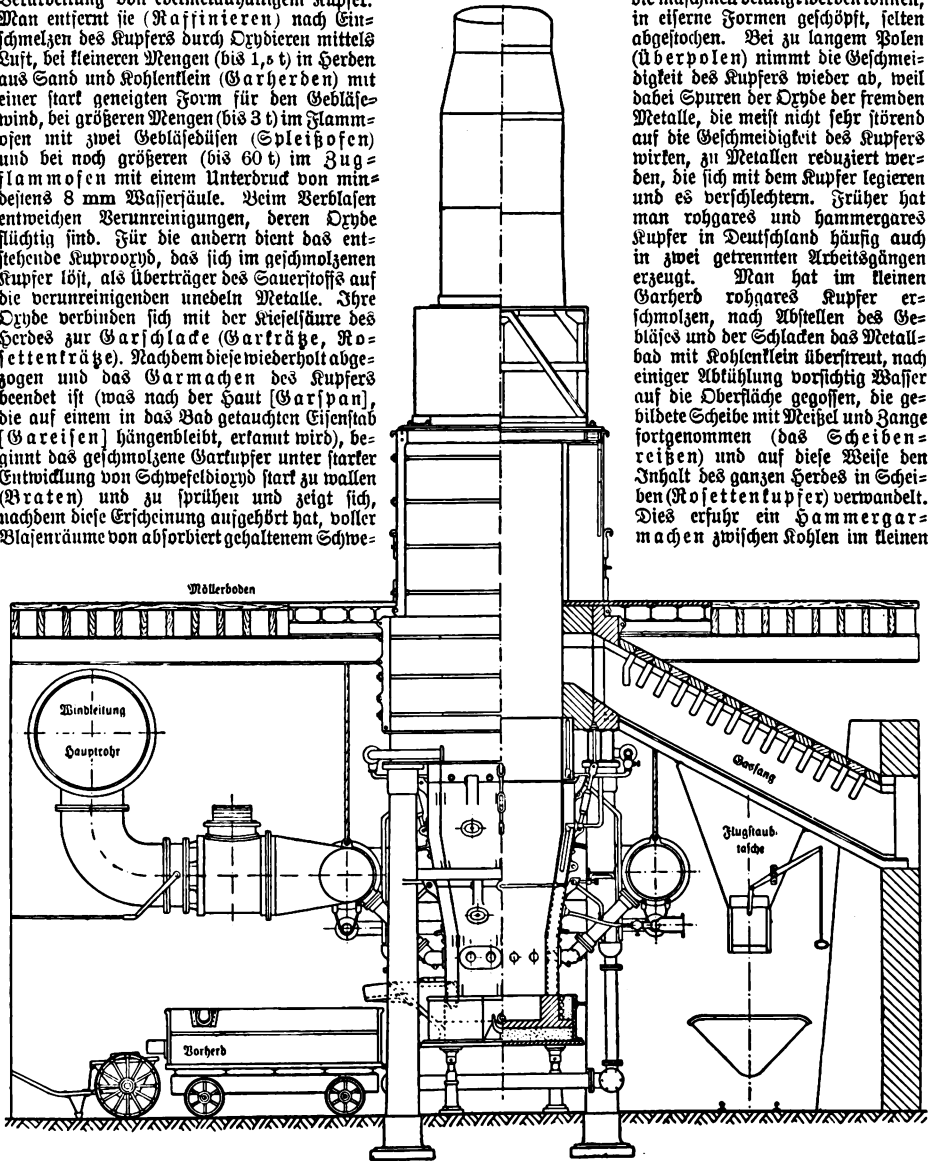 Verarbeitung von edelmetallhaltigem Kupfer.
Man entfernt sie (Raffinieren) nach Ein=
schmelzen des Kupfers durch Oxydieren mittels
Luft, bei kleineren Mengen (bis 1,5 t) in Herden
aus Sand und Kohlenklein (Garherden) mit
einer stark geneigten Form für den Gebläse=
wind, bei größeren Mengen (bis 3 t) im Flamm=
ofen mit zwei Gebläsedüsen (Spleißofen)
und bei noch größeren (bis 60 t) im Zug=
flammofen mit einem Unterdruck von min=
destens 8 mm Wassersäule. Beim Verblasen
entweichen Verunreinigungen, deren Oxyde
flüchtig sind. Für die andern dient das ent=
stehende Kuprooxyd, das sich im geschmolzenen
Kupfer löst, als Überträger des Sauerstoffs auf
die verunreinigenden unedeln Metalle. Ihre
Oxyde verbinden sich mit der Kieselsäure des
Herdes zur Garschlacke (Garkrätze, Ro=
settenkrätze). Nachdem diese wiederholt abge=
zogen und das Garmachen des Kupfers
beendet ist (was nach der Haut [Garspan],
die auf einem in das Bad getauchten Eisenstab
[Gareisen] hängenbleibt, erkannt wird), be=
ginnt das geschmolzene Garkupfer unter starker
Entwicklung von Schwefeldioxyd stark zu wallen
(Braten) und zu sprühen und zeigt sich,
nachdem diese Erscheinung aufgehört hat, voller
Blasenräume von absorbiert gehaltenem Schwe=
in eiserne Formen geschöpft, selten
abgestochen. Bei zu langem Polen
(Überpolen) nimmt die Geschmei=
digkeit des Kupfers wieder ab, weil
dabei Spuren der Oxyde der fremden
Metalle, die meist nicht sehr störend
auf die Geschmeidigkeit des Kupfers
wirken, zu Metallen reduziert wer=
den, die sich mit dem Kupfer legieren
und es verschlechtern. Früher hat
man rohgares und hammergares
Kupfer in Deutschland häufig auch
in zwei getrennten Arbeitsgängen
erzeugt. Man hat im kleinen
Garherd rohgares Kupfer er=
schmolzen, nach Abstellen des Ge=
bläses und der Schlacken das Metall=
bad mit Kohlenklein überstreut, nach
einiger Abkühlung vorsichtig Wasser
auf die Oberfläche gegossen, die ge=
bildete Scheibe mit Meißel und Zange
fortgenommen (das Scheiben=
reißen) und auf diese Weise den
Inhalt des ganzen Herdes in Schei=
ben (Rosettenkupfer) verwandelt.
Dies erfuhr ein Hammergar=
machen zwischen Kohlen im kleinen
Möllerboden
Windleitung
Hauptrohr
Gasfang
Flugstaub-
tasche
Vorherd